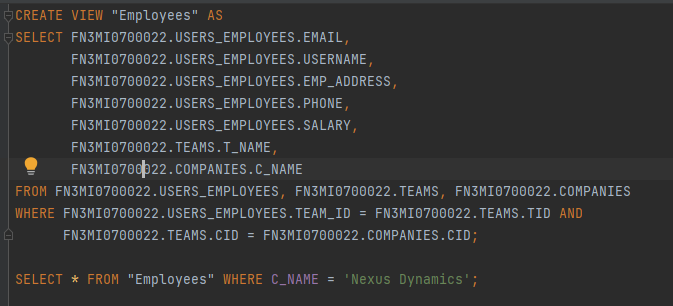 CREATE VIEW "Employees" AS
SELECT FN3MI0700022.USERS_EMPLOYEES.EMAIL,
FN3MI0700022.USERS_EMPLOYEES.USERNAME,
FN3MI0700022.USERS_EMPLOYEES.EMP_ADDRESS,
FN3MI0700022.USERS_EMPLOYEES.PHONE,
FN3MI0700022.USERS_EMPLOYEES.SALARY,
FN3MI0700022.TEAMS.T_NAME,
FN3MI0700022.COMPANIES.C_NAME
FROM FN3MI0700022.USERS_EMPLOYEES, FN3MI0700022.TEAMS, FN3MI0700022.COMPANIES
WHERE FN3MI0700022.USERS_EMPLOYEES.TEAM_ID = FN3MI0700022.TEAMS.TID AND
FN3MI0700022.TEAMS.CID = FN3MI0700022.COMPANIES.CID;
SELECT * FROM "Employees" WHERE C_NAME = 'Nexus Dynamics';